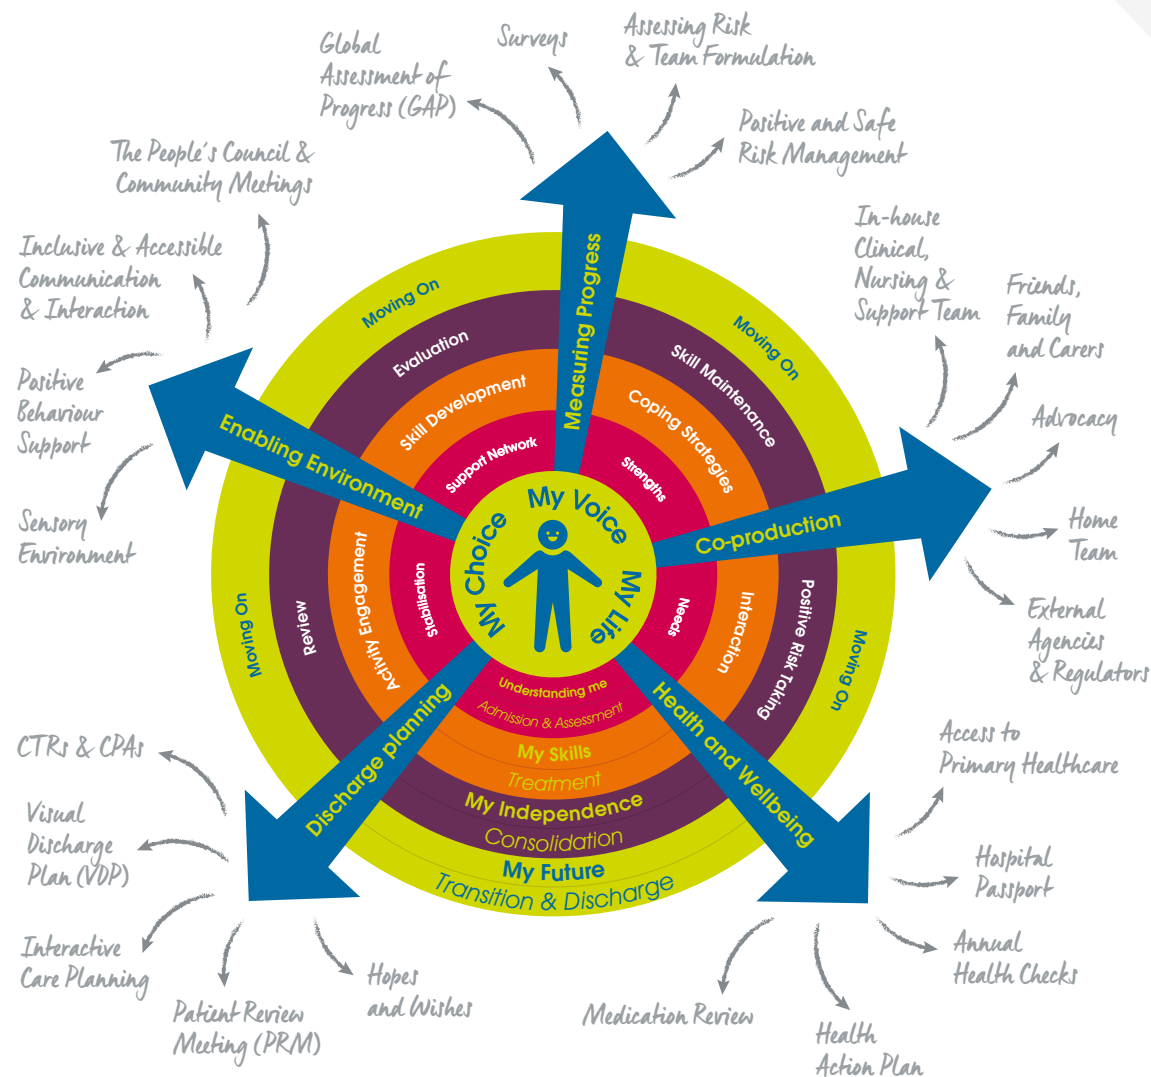 Global
Assessment of
Progress (GAP)
Surveys
Assessing Risk
& Team Formulation
Positive and Safe
Risk Management
The People's Council &
Community Meetings
Inclusive & Accessible
Communication
& Interaction
Positive
Behaviour
Support
Sensory
Environment
In-house
Clinical,
Nursing &
Support Team
Friends,
Family
and Carers
Advocacy
Home
Team
External
Agencies
& Regulators
Measuring Progress
Enabling Environment
Co-production
Discharge planning
Health and Wellbeing
Moving On
Moving On
Moving On
Moving On
Evaluation
Skill Maintenance
Review
Positive Risk Taking
Skill Development
Coping Strategies
Activity Engagement
Interaction
Support Network
Strengths
Stabilisation
Needs
My Choice
My Voice
My Life
Understanding me
Admission & Assessment
My Skills
Treatment
My Independence
Consolidation
My Future
Transition & Discharge
CTRs & CPAs
Visual
Discharge
Plan (VDP)
Interactive
Care Planning
Patient Review
Meeting (PRM)
Hopes
and Wishes
Access to
Primary Healthcare
Hospital
Passport
Annual
Health Checks
Health
Action Plan
Medication Review